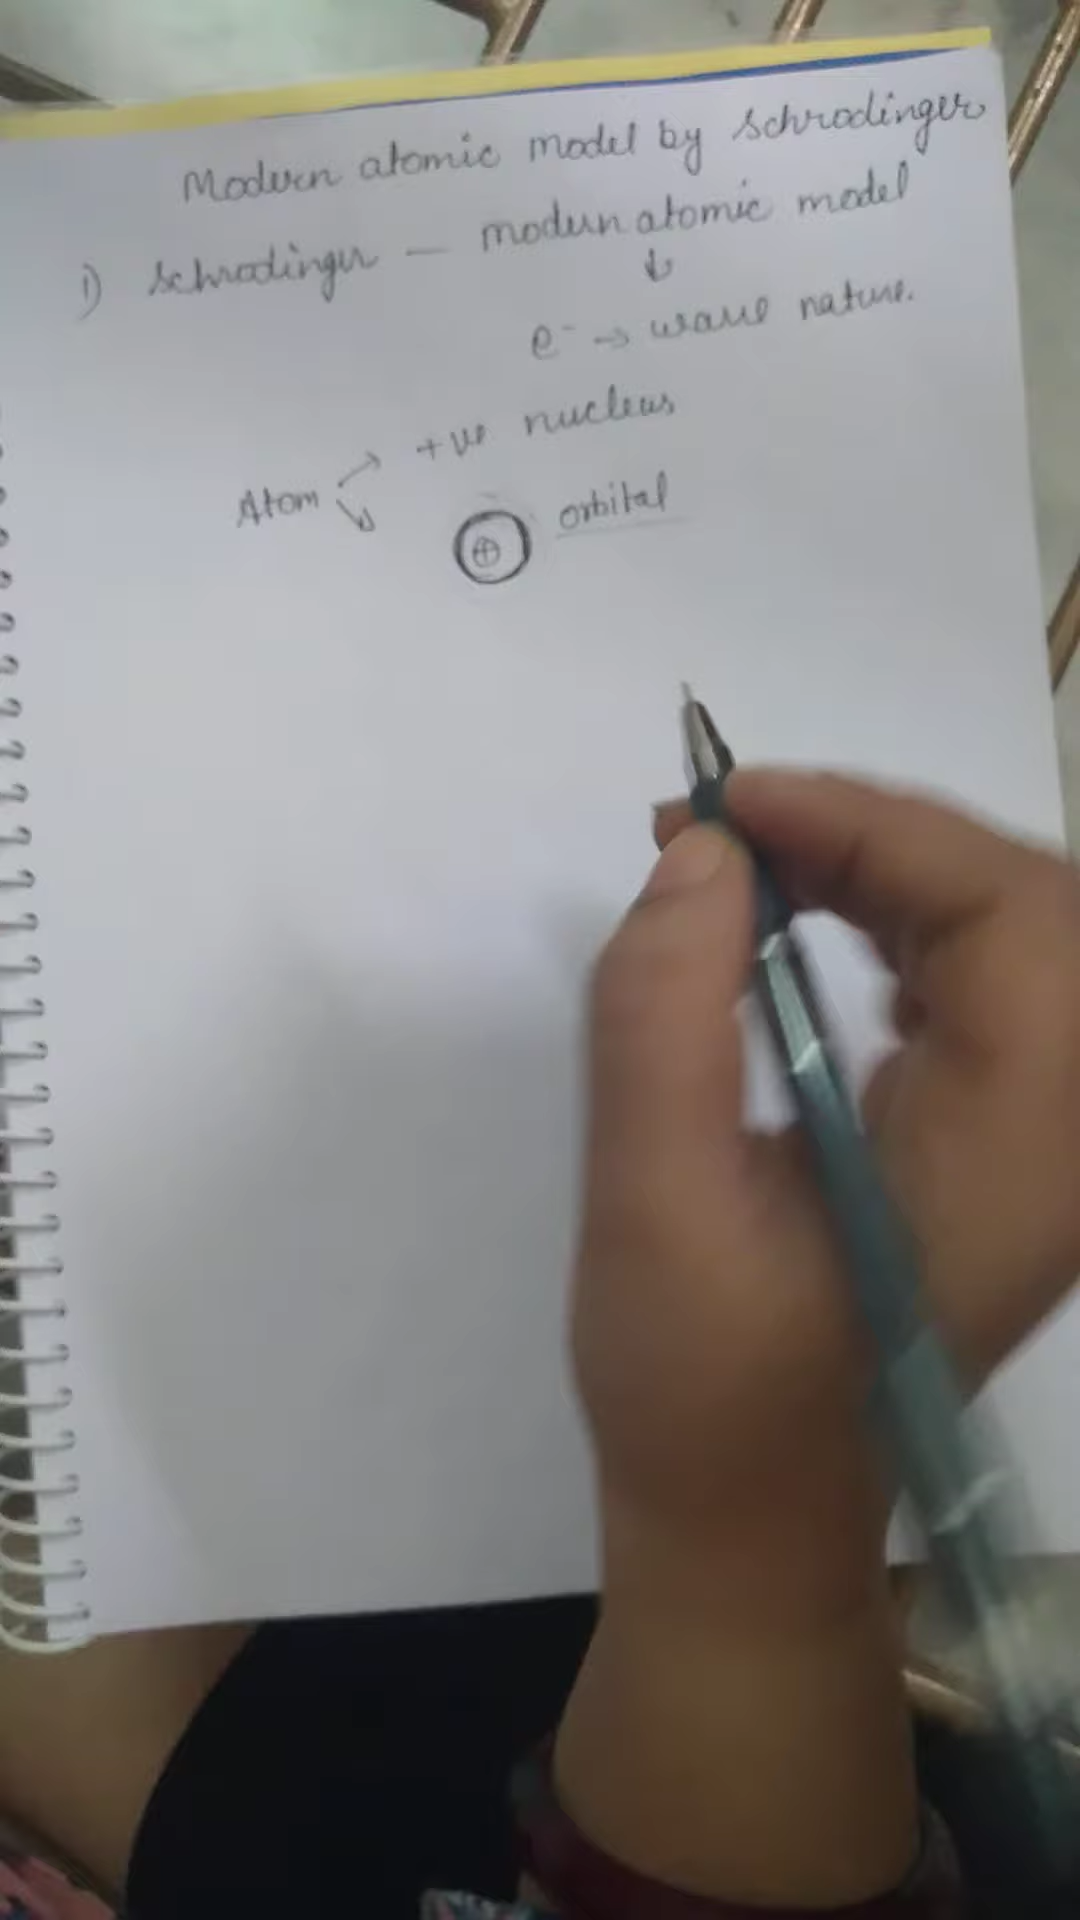 Modern atomic model by schrodinger
1) schrodinger — modern atomic model
↓
e⁻ → wave nature.
+ve nucleus
Atom
⊕ orbital